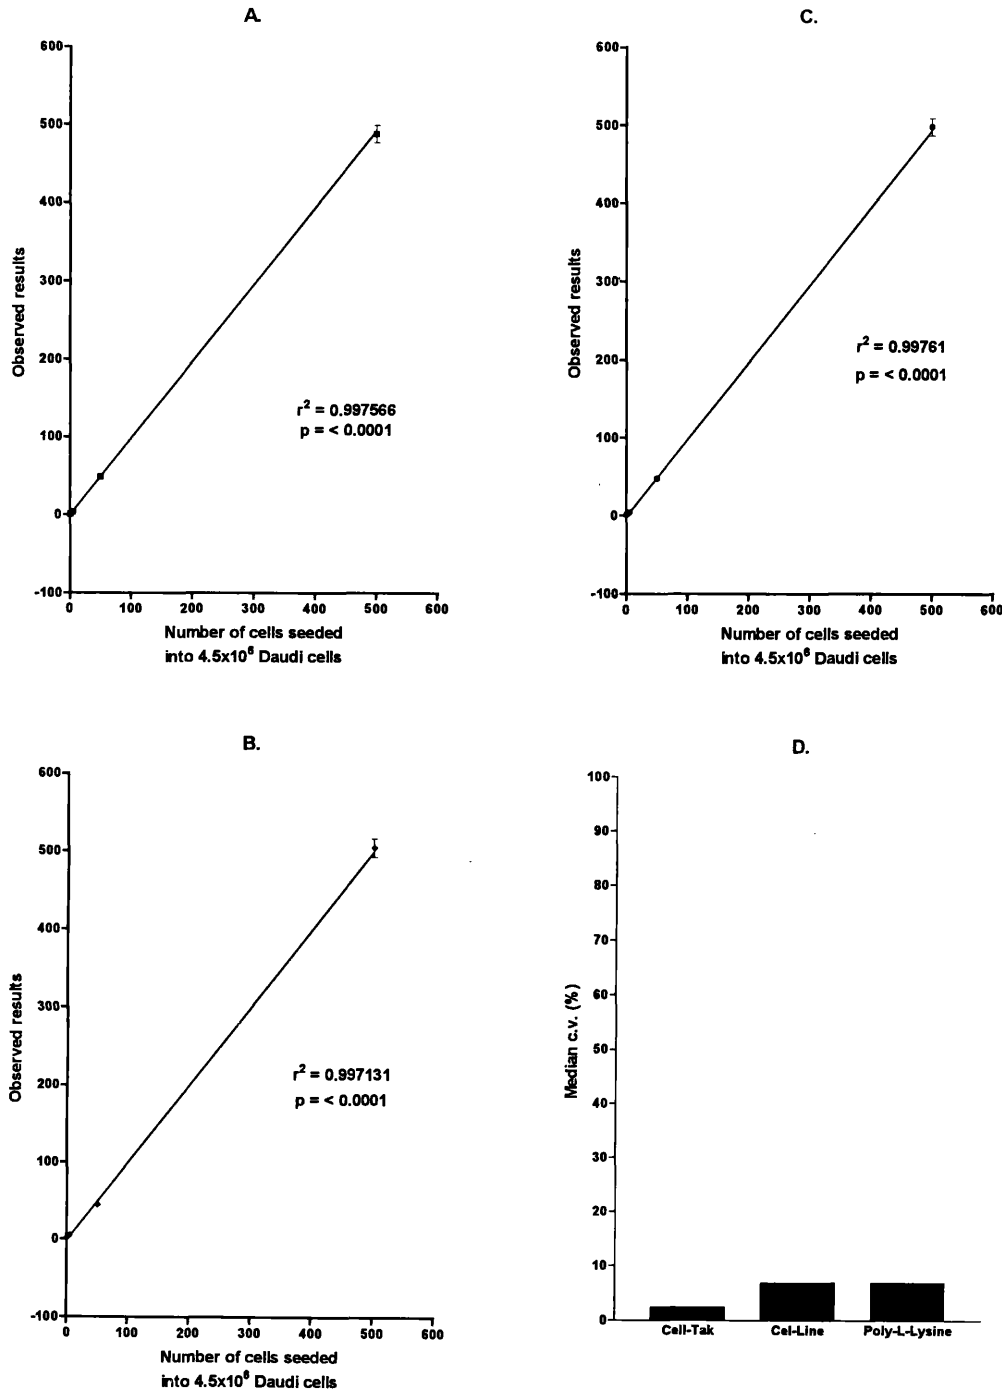 A.
600
500
400
300
200
100
0
-100
Observed results
r² = 0.997566
p = < 0.0001
0 100 200 300 400 500 600
Number of cells seeded
into 4.5x10⁶ Daudi cells
C.
600
500
400
300
200
100
0
-100
Observed results
r² = 0.99761
p = < 0.0001
0 100 200 300 400 500 600
Number of cells seeded
into 4.5x10⁶ Daudi cells
B.
600
500
400
300
200
100
0
-100
Observed results
r² = 0.997131
p = < 0.0001
0 100 200 300 400 500 600
Number of cells seeded
into 4.5x10⁶ Daudi cells
D.
100
90
80
70
60
50
40
30
20
10
0
Median c.v. (%)
Cell-Tak Cel-Line Poly-L-Lysine